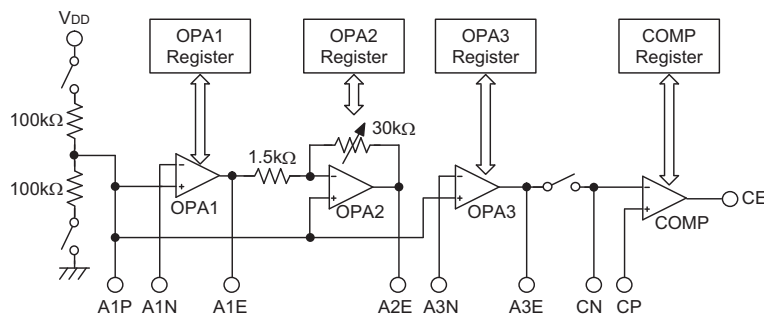 VDD
OPA1
Register
OPA2
Register
OPA3
Register
COMP
Register
100kΩ
30kΩ
1.5kΩ
100kΩ
−
+
OPA1
−
+
OPA2
−
+
OPA3
−
+
COMP
CE
A1P
A1N
A1E
A2E
A3N
A3E
CN
CP